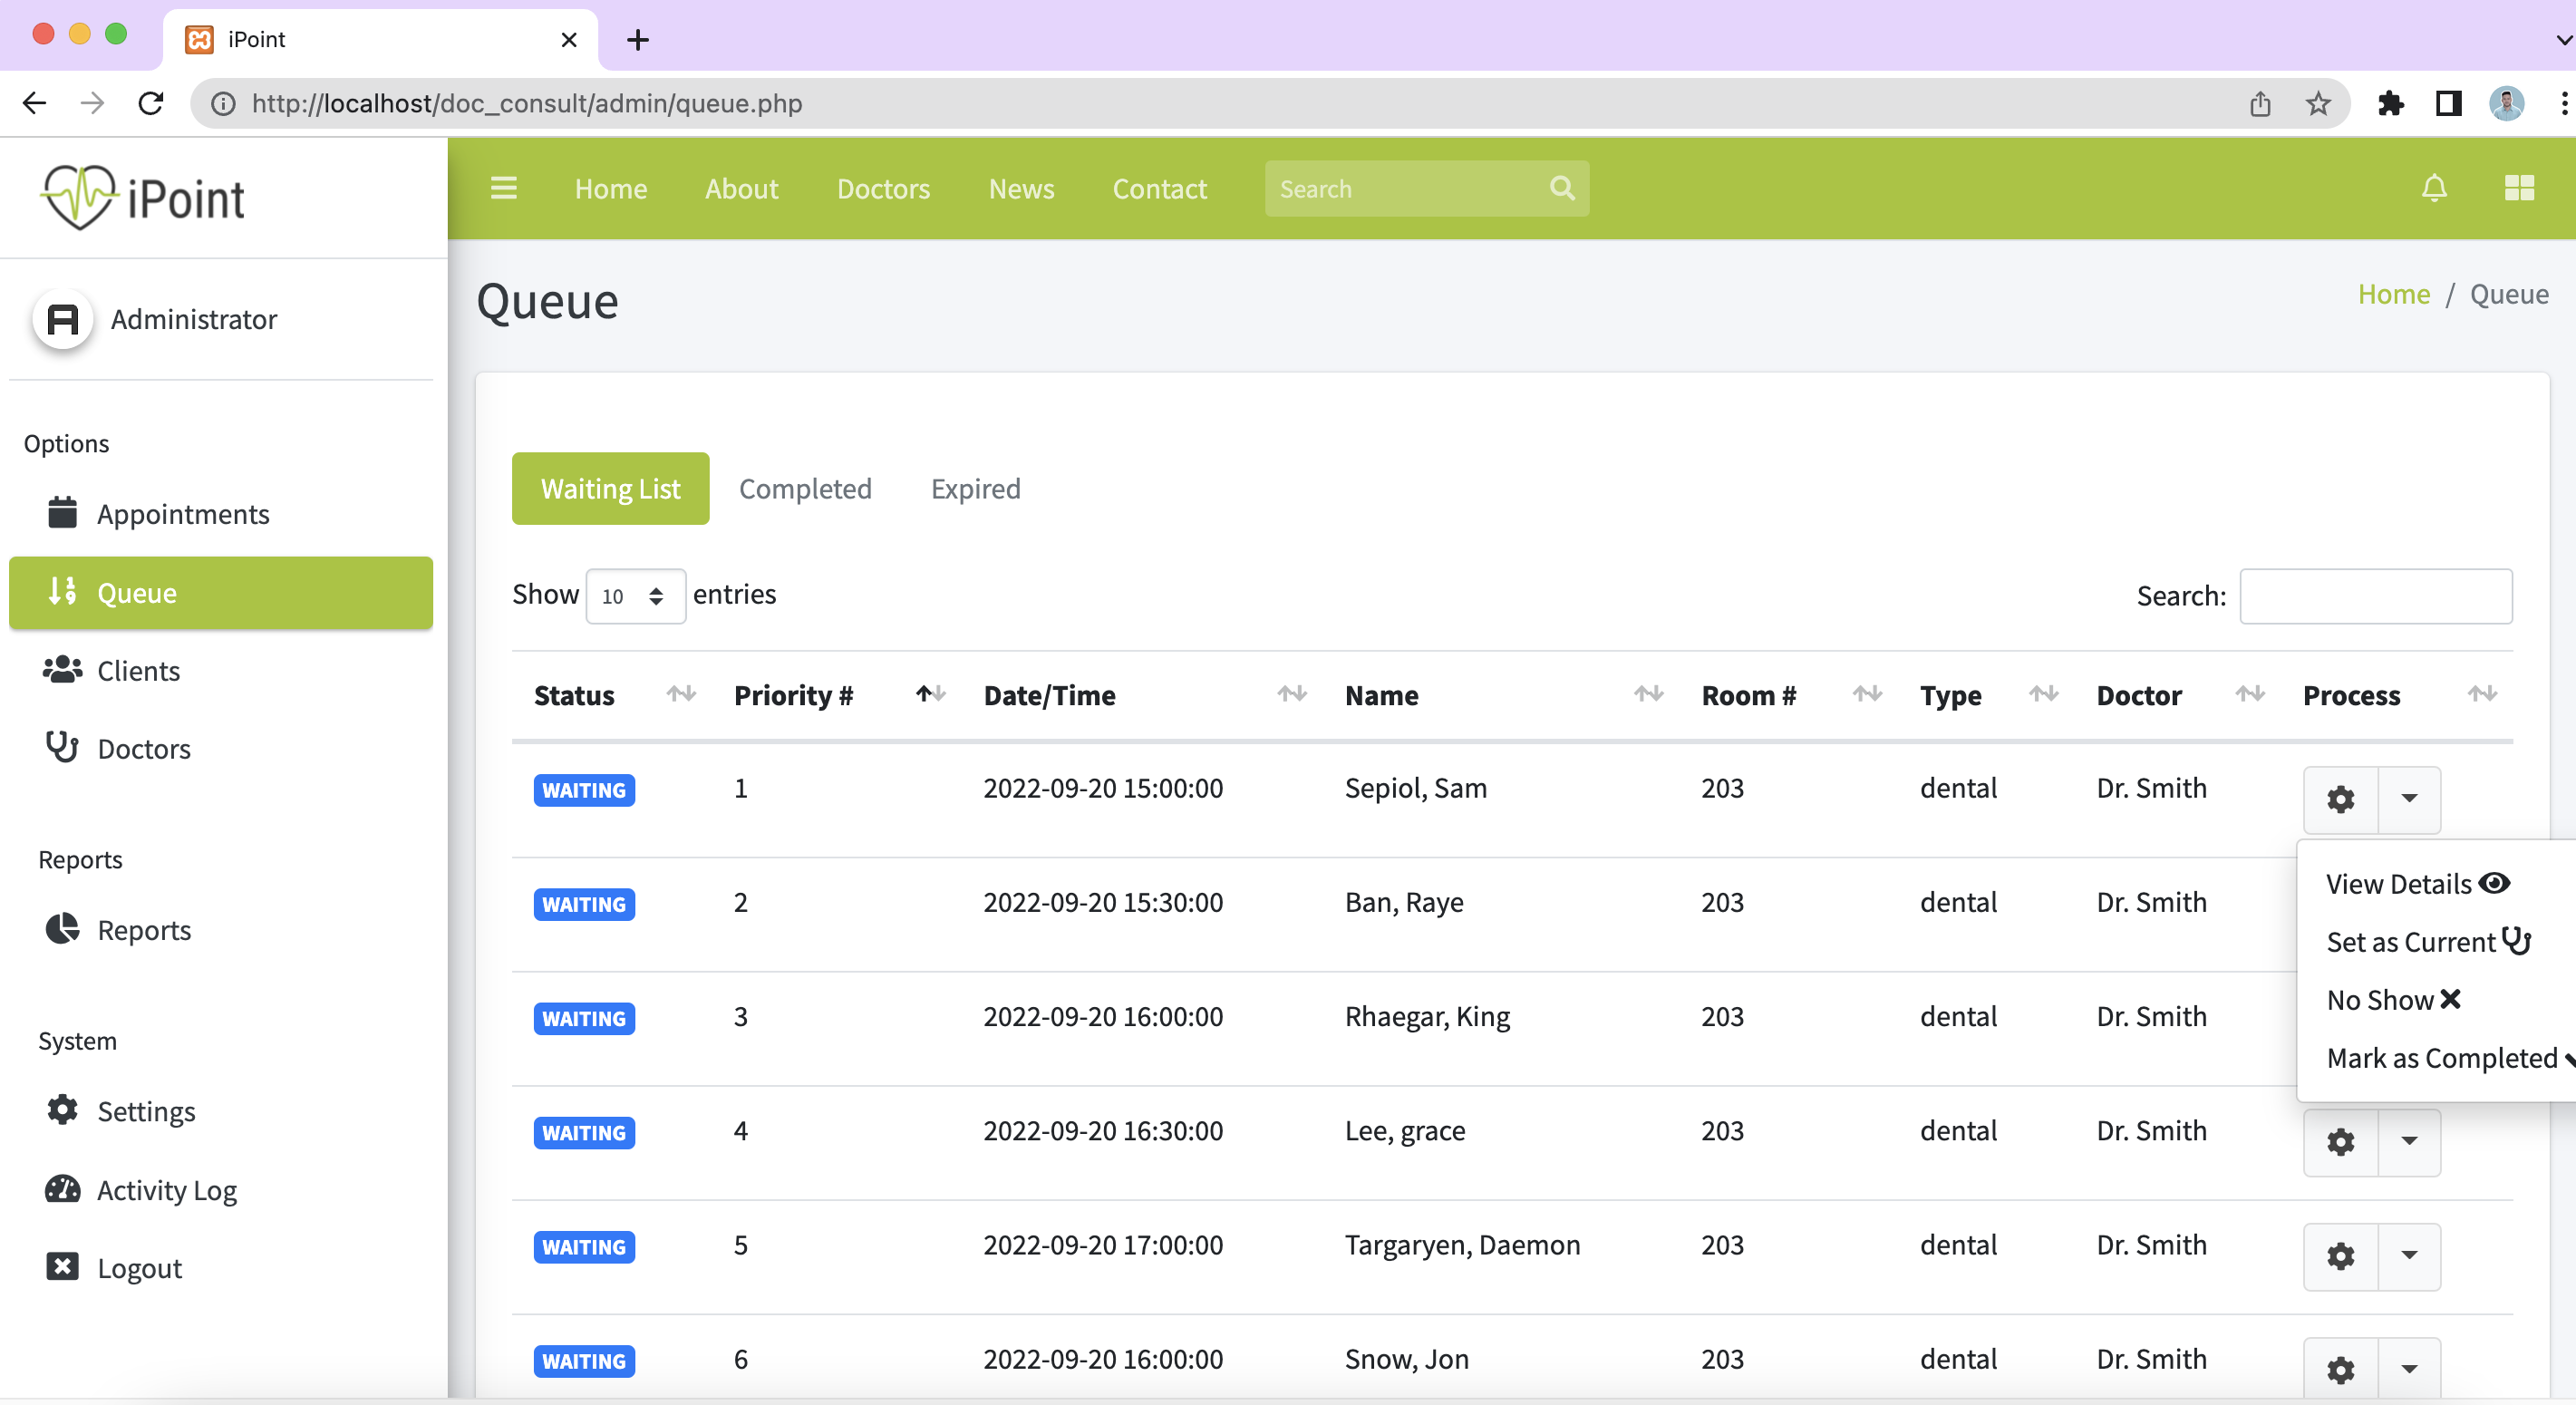 iPoint
http://localhost/doc_consult/admin/queue.php
iPoint
Home About Doctors News Contact Search
Administrator
Queue
Home / Queue
Options
Appointments
Queue
Clients
Doctors
Reports
Reports
System
Settings
Activity Log
Logout
Waiting List Completed Expired
Show 10 entries
Search:
Status Priority # Date/Time Name Room # Type Doctor Process
WAITING 1 2022-09-20 15:00:00 Sepiol, Sam 203 dental Dr. Smith
WAITING 2 2022-09-20 15:30:00 Ban, Raye 203 dental Dr. Smith
WAITING 3 2022-09-20 16:00:00 Rhaegar, King 203 dental Dr. Smith
WAITING 4 2022-09-20 16:30:00 Lee, grace 203 dental Dr. Smith
WAITING 5 2022-09-20 17:00:00 Targaryen, Daemon 203 dental Dr. Smith
WAITING 6 2022-09-20 16:00:00 Snow, Jon 203 dental Dr. Smith
View Details
Set as Current
No Show
Mark as Completed